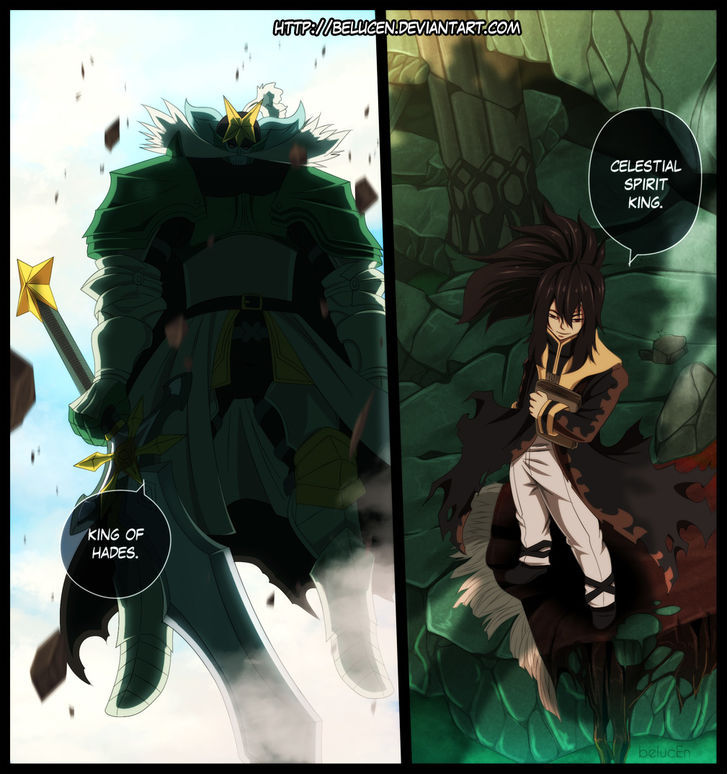 HTTP://BELUCEN.DEVIANTART.COM
CELESTIAL
SPIRIT
KING.
KING OF
HADES.
belucEn